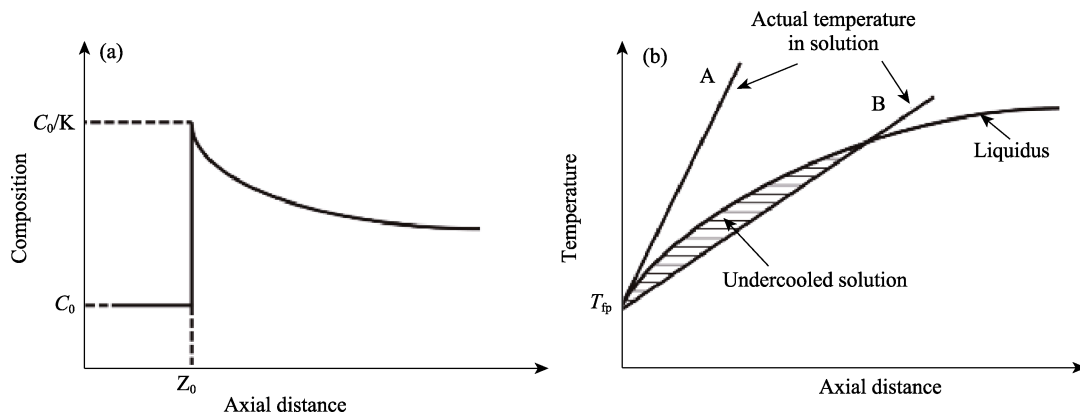 (a)
C₀/K
Composition
C₀
Z₀
Axial distance
(b)
Actual temperature
in solution
A
B
Liquidus
Temperature
Undercooled solution
Tfp
Axial distance